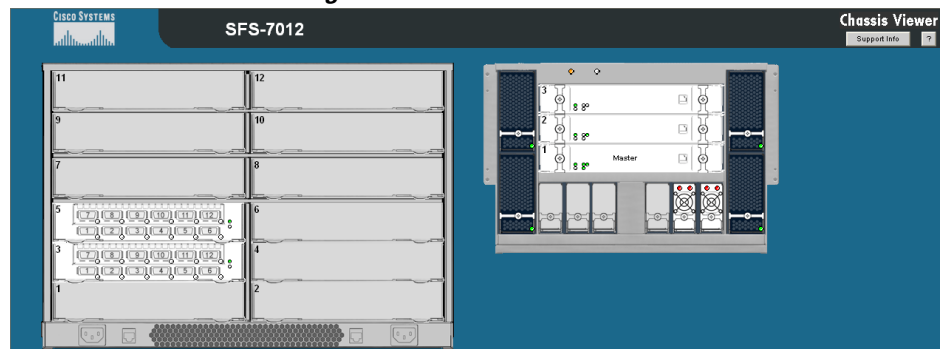 CISCO SYSTEMS
SFS-7012
Chassis Viewer
Support Info ?
11 12
9 10
7 8
5 6
7 8 9 10 11 12
1 2 3 4 5 6
3 4
7 8 9 10 11 12
1 2 3 4 5 6
1 2
3
2
1 Master